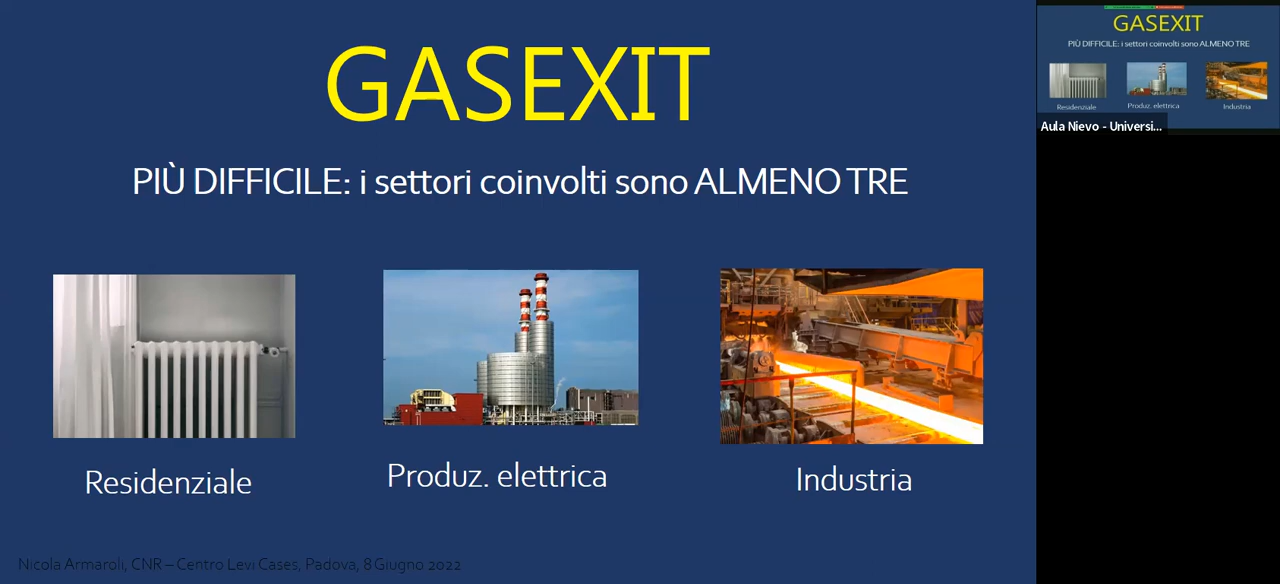 GASEXIT
PIÙ DIFFICILE: i settori coinvolti sono ALMENO TRE
Residenziale
Produz. elettrica
Industria
Nicola Armaroli, CNR – Centro Levi Cases, Padova, 8 Giugno 2022
GASEXIT
PIÙ DIFFICILE: i settori coinvolti sono ALMENO TRE
Residenziale
Produz. elettrica
Industria
Aula Nievo - Universi...